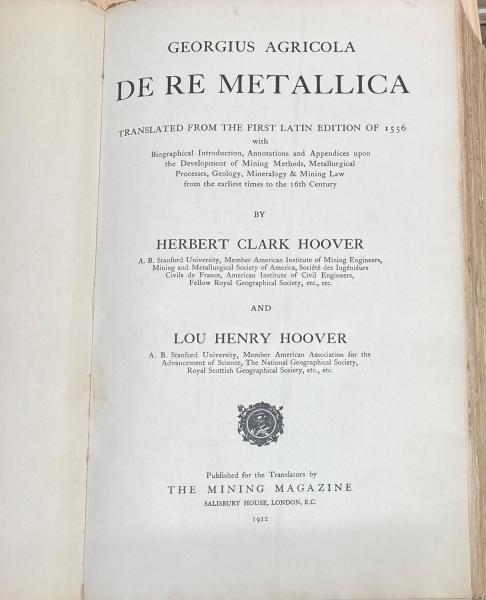 GEORGIUS AGRICOLA
DE RE METALLICA
TRANSLATED FROM THE FIRST LATIN EDITION OF 1556
with
Biographical Introduction, Annotations and Appendices upon
the Development of Mining Methods, Metallurgical
Processes, Geology, Mineralogy & Mining Law
from the earliest times to the 16th Century
BY
HERBERT CLARK HOOVER
A. B. Stanford University, Member American Institute of Mining Engineers,
Mining and Metallurgical Society of America, Société des Ingéniéurs
Civils de France, American Institute of Civil Engineers,
Fellow Royal Geographical Society, etc., etc.
AND
LOU HENRY HOOVER
A. B. Stanford University, Member American Association for the
Advancement of Science, The National Geographical Society,
Royal Scottish Geographical Society, etc., etc.
Published for the Translators by
THE MINING MAGAZINE
SALISBURY HOUSE, LONDON, E.C.
1912